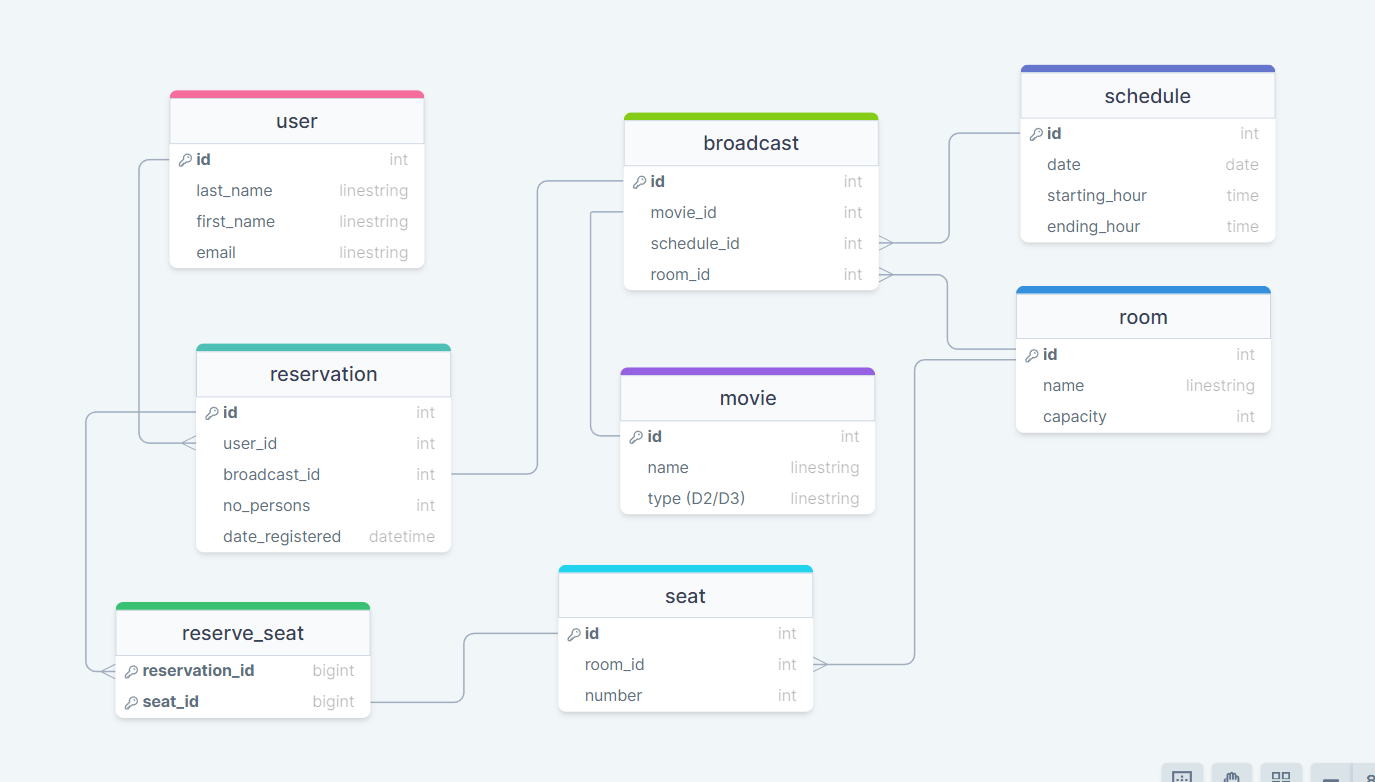 user
id int
last_name linestring
first_name linestring
email linestring
broadcast
id int
movie_id int
schedule_id int
room_id int
schedule
id int
date date
starting_hour time
ending_hour time
room
id int
name linestring
capacity int
reservation
id int
user_id int
broadcast_id int
no_persons int
date_registered datetime
movie
id int
name linestring
type (D2/D3) linestring
seat
id int
room_id int
number int
reserve_seat
reservation_id bigint
seat_id bigint